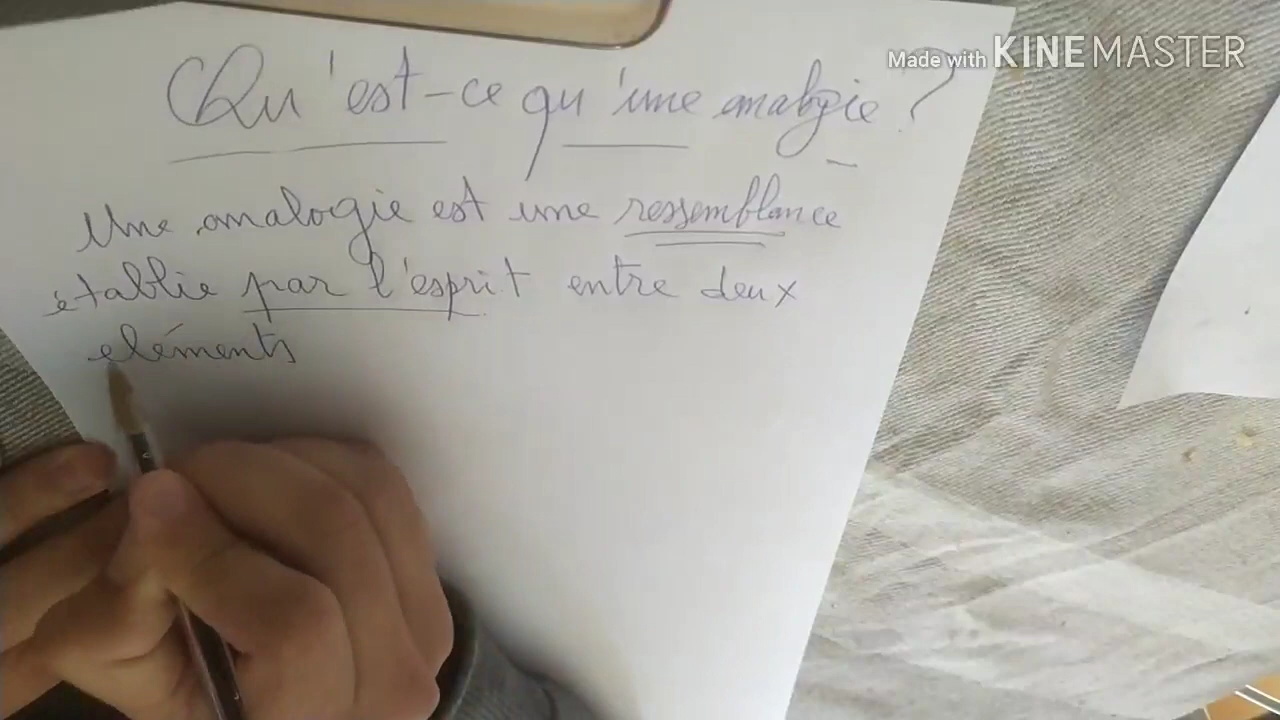 Made with KINEMASTER
Qu'est-ce qu'une analogie ?
Une analogie est une ressemblance
établie par l'esprit entre deux
eléments